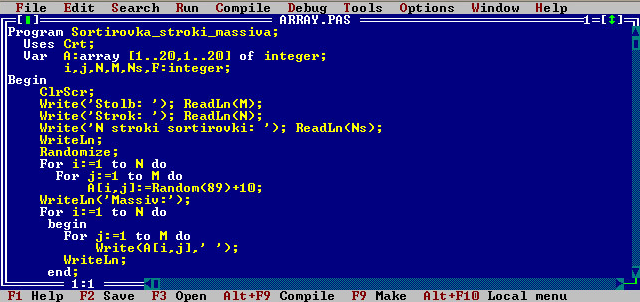 File Edit Search Run Compile Debug Tools Options Window Help
ARRAY.PAS 1=[↕]
Program Sortirovka_stroki_massiva;
Uses Crt;
Var A:array [1..20,1..20] of integer;
i,j,N,M,Ns,F:integer;
Begin
ClrScr;
Write('Stolb: '); ReadLn(M);
Write('Strok: '); ReadLn(N);
Write('N stroki sortirovki: '); ReadLn(Ns);
WriteLn;
Randomize;
For i:=1 to N do
For j:=1 to M do
A[i,j]:=Random(89)+10;
WriteLn('Massiv:');
For i:=1 to N do
begin
For j:=1 to M do
Write(A[i,j],' ');
WriteLn;
end;
1:1
F1 Help F2 Save F3 Open Alt+F9 Compile F9 Make Alt+F10 Local menu